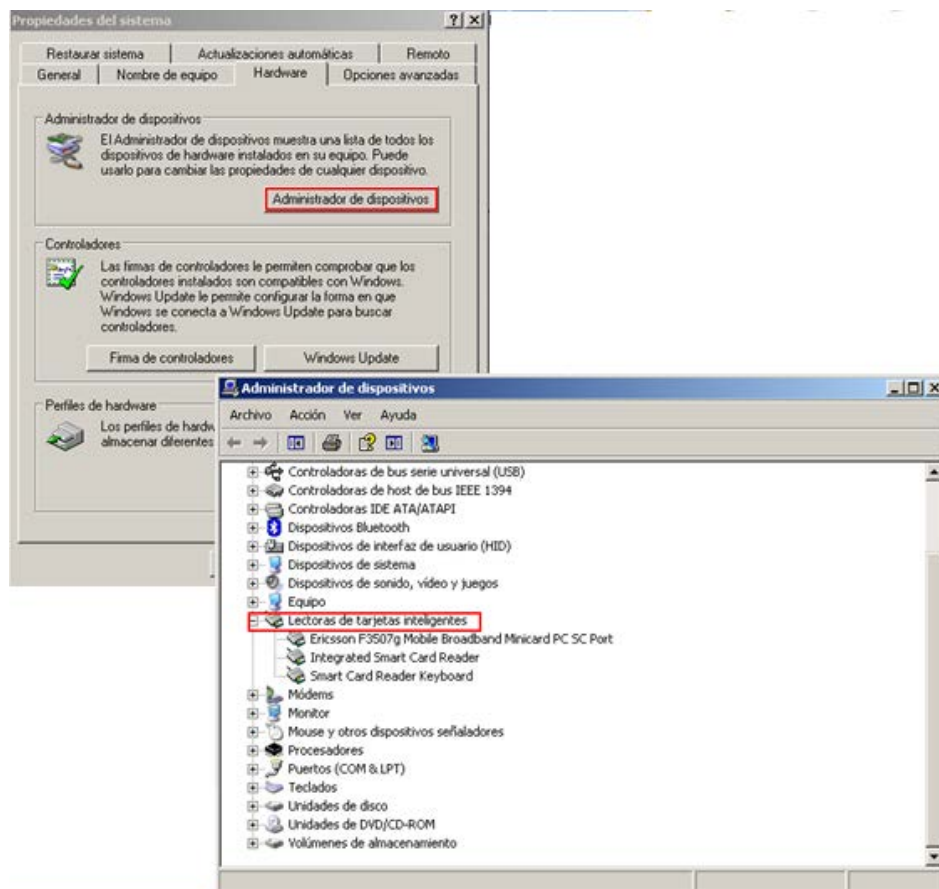 Propiedades del sistema
Restaurar sistema
Actualizaciones automáticas
Remoto
General
Nombre de equipo
Hardware
Opciones avanzadas
Administrador de dispositivos
El Administrador de dispositivos muestra una lista de todos los
dispositivos de hardware instalados en su equipo. Puede
usarlo para cambiar las propiedades de cualquier dispositivo.
Administrador de dispositivos
Controladores
Las firmas de controladores le permiten comprobar que los
controladores instalados son compatibles con Windows.
Windows Update le permite configurar la forma en que
Windows se conecta a Windows Update para buscar
controladores.
Firma de controladores
Windows Update
Perfiles de hardware
Los perfiles de hardw
almacenar diferentes
Administrador de dispositivos
Archivo Acción Ver Ayuda
Controladoras de bus serie universal (USB)
Controladoras de host de bus IEEE 1394
Controladoras IDE ATA/ATAPI
Dispositivos Bluetooth
Dispositivos de interfaz de usuario (HID)
Dispositivos de sistema
Dispositivos de sonido, vídeo y juegos
Equipo
Lectoras de tarjetas inteligentes
Ericsson F3507g Mobile Broadband Minicard PC SC Port
Integrated Smart Card Reader
Smart Card Reader Keyboard
Módems
Monitor
Mouse y otros dispositivos señaladores
Procesadores
Puertos (COM & LPT)
Teclados
Unidades de disco
Unidades de DVD/CD-ROM
Volúmenes de almacenamiento